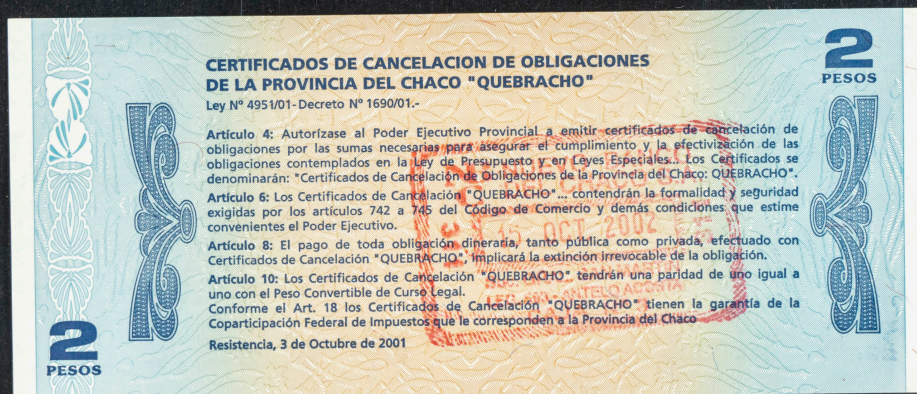 2
PESOS
CERTIFICADOS DE CANCELACION DE OBLIGACIONES
DE LA PROVINCIA DEL CHACO "QUEBRACHO"
Ley Nº 4951/01-Decreto Nº 1690/01.-
Artículo 4: Autorízase al Poder Ejecutivo Provincial a emitir certificados de cancelación de
obligaciones por las sumas necesarias para asegurar el cumplimiento y la efectivización de las
obligaciones contemplados en la Ley de Presupuesto y en Leyes Especiales... Los Certificados se
denominarán: "Certificados de Cancelación de Obligaciones de la Provincia del Chaco: QUEBRACHO".
Artículo 6: Los Certificados de Cancelación "QUEBRACHO" ... contendrán la formalidad y seguridad
exigidas por los artículos 742 a 745 del Código de Comercio y demás condiciones que estime
convenientes el Poder Ejecutivo.
Artículo 8: El pago de toda obligación dineraria, tanto pública como privada, efectuado con
Certificados de Cancelación "QUEBRACHO", implicará la extinción irrevocable de la obligación.
Artículo 10: Los Certificados de Cancelación "QUEBRACHO" tendrán una paridad de uno igual a
uno con el Peso Convertible de Curso Legal.
Conforme el Art. 18 los Certificados de Cancelación "QUEBRACHO" tienen la garantía de la
Coparticipación Federal de Impuestos que le corresponden a la Provincia del Chaco
Resistencia, 3 de Octubre de 2001
15 OCT 2002
ACOSTA
2
PESOS